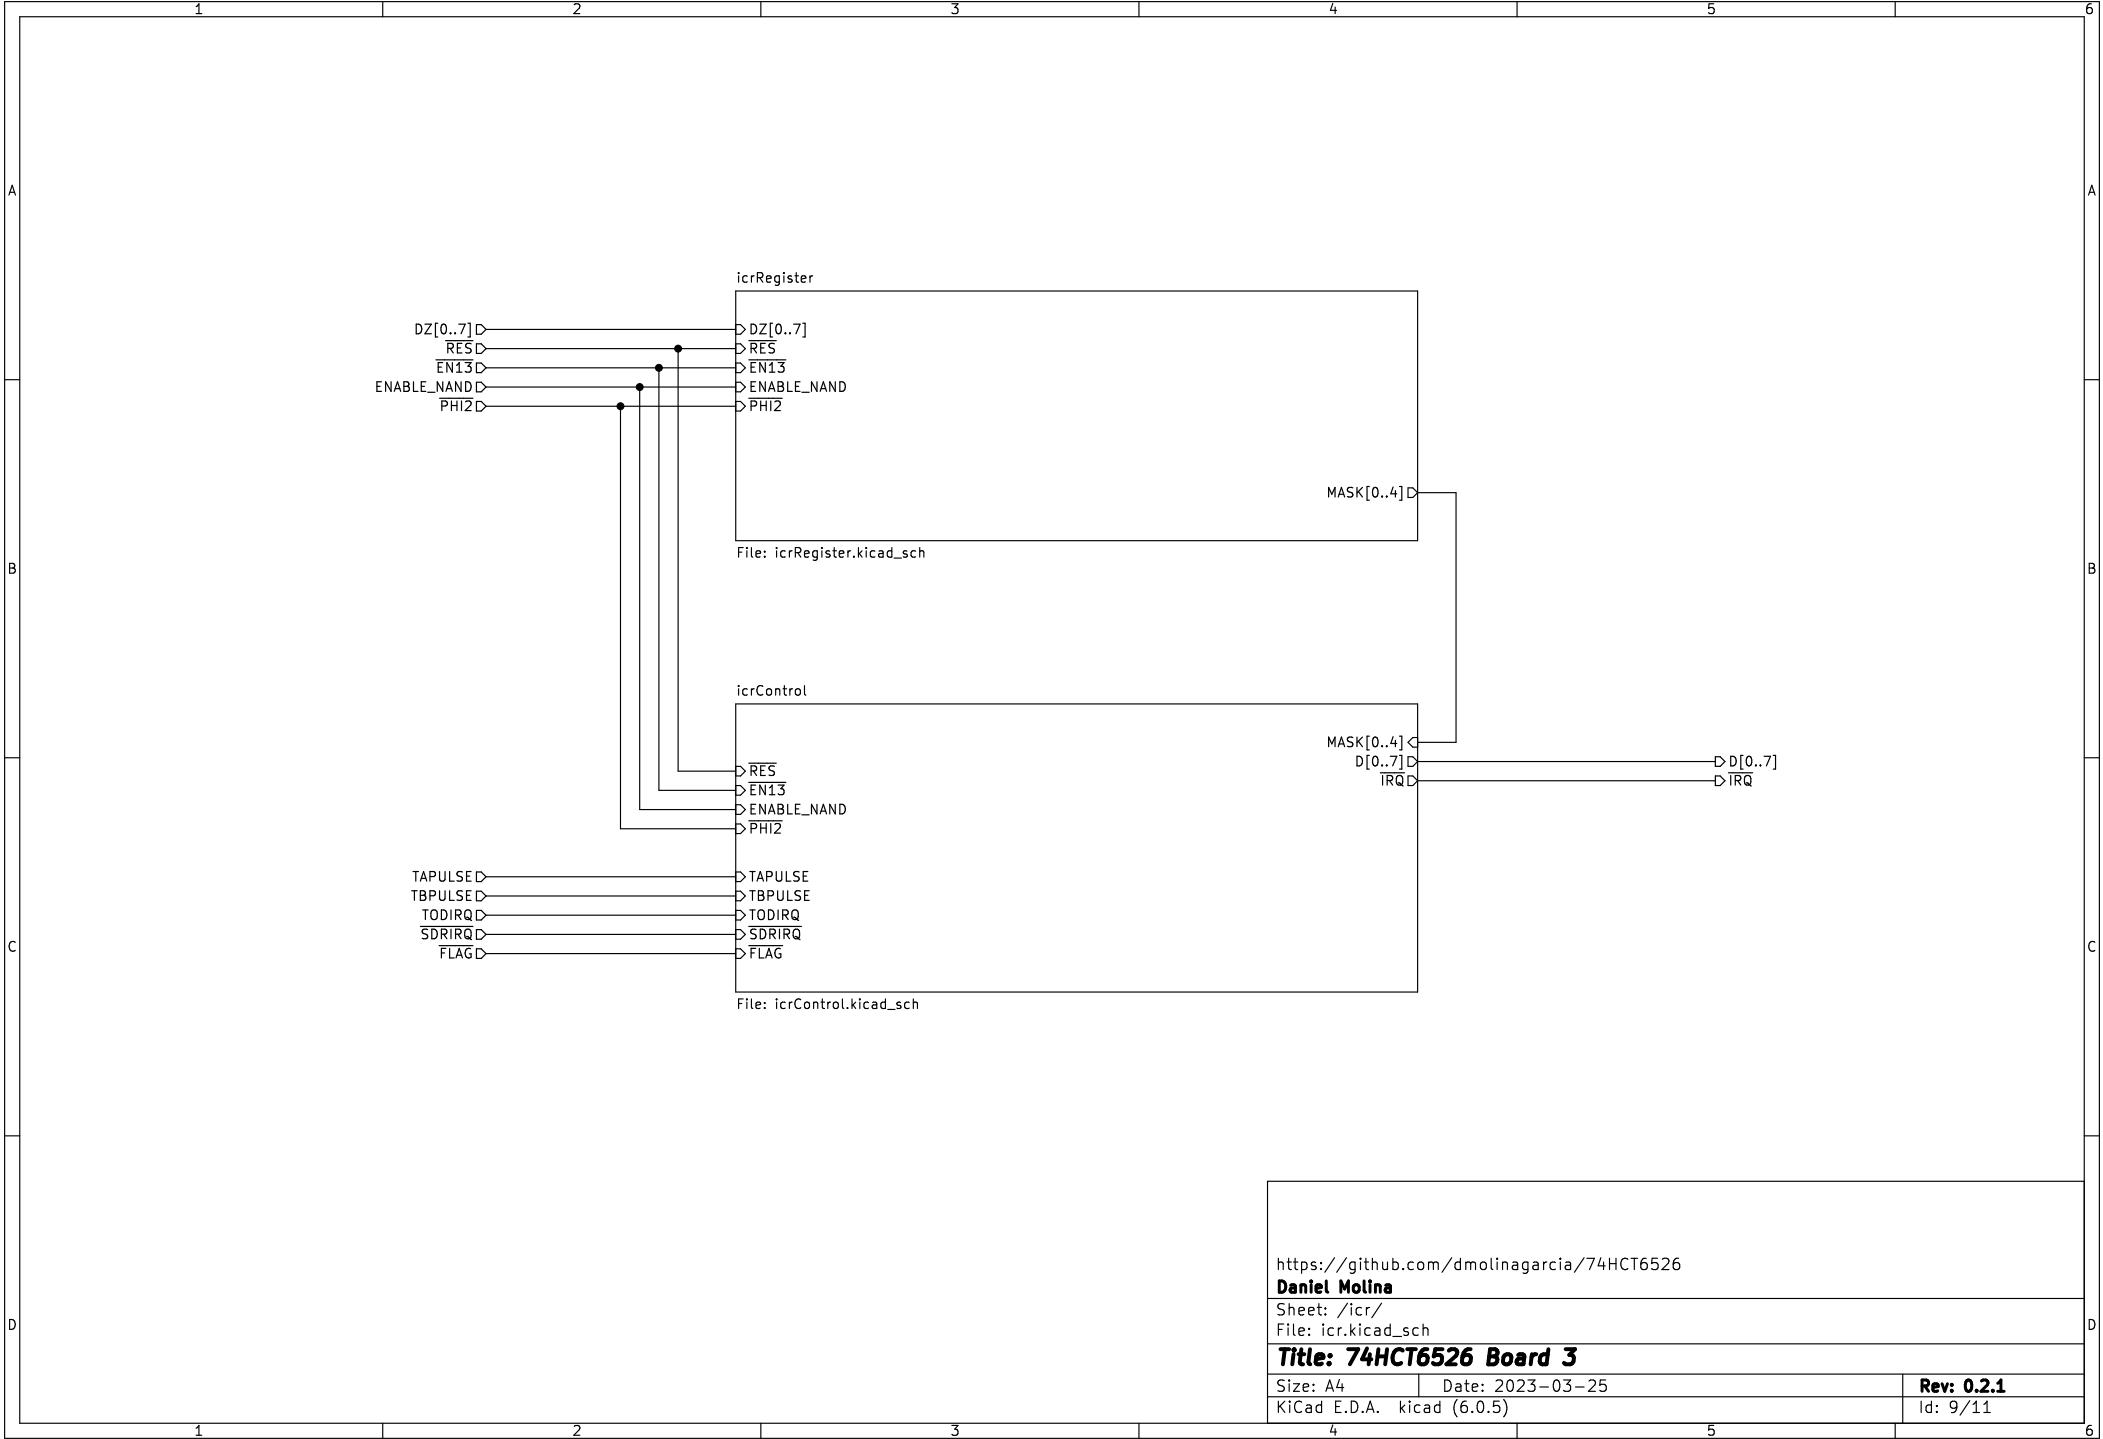 1 2 3 4 5 6
A A
icrRegister
DZ[0..7] DZ[0..7]
RES RES
EN13 EN13
ENABLE_NAND ENABLE_NAND
PHI2 PHI2
MASK[0..4]
File: icrRegister.kicad_sch
B B
icrControl
MASK[0..4]
D[0..7] D[0..7]
RES
IRQ IRQ
EN13
ENABLE_NAND
PHI2
TAPULSE TAPULSE
TBPULSE TBPULSE
TODIRQ TODIRQ
SDRIRQ SDRIRQ
C C
FLAG FLAG
File: icrControl.kicad_sch
https://github.com/dmolinagarcia/74HCT6526
Daniel Molina
Sheet: /icr/
D D
File: icr.kicad_sch
Title: 74HCT6526 Board 3
Size: A4 Date: 2023-03-25 Rev: 0.2.1
KiCad E.D.A. kicad (6.0.5) Id: 9/11
1 2 3 4 5 6